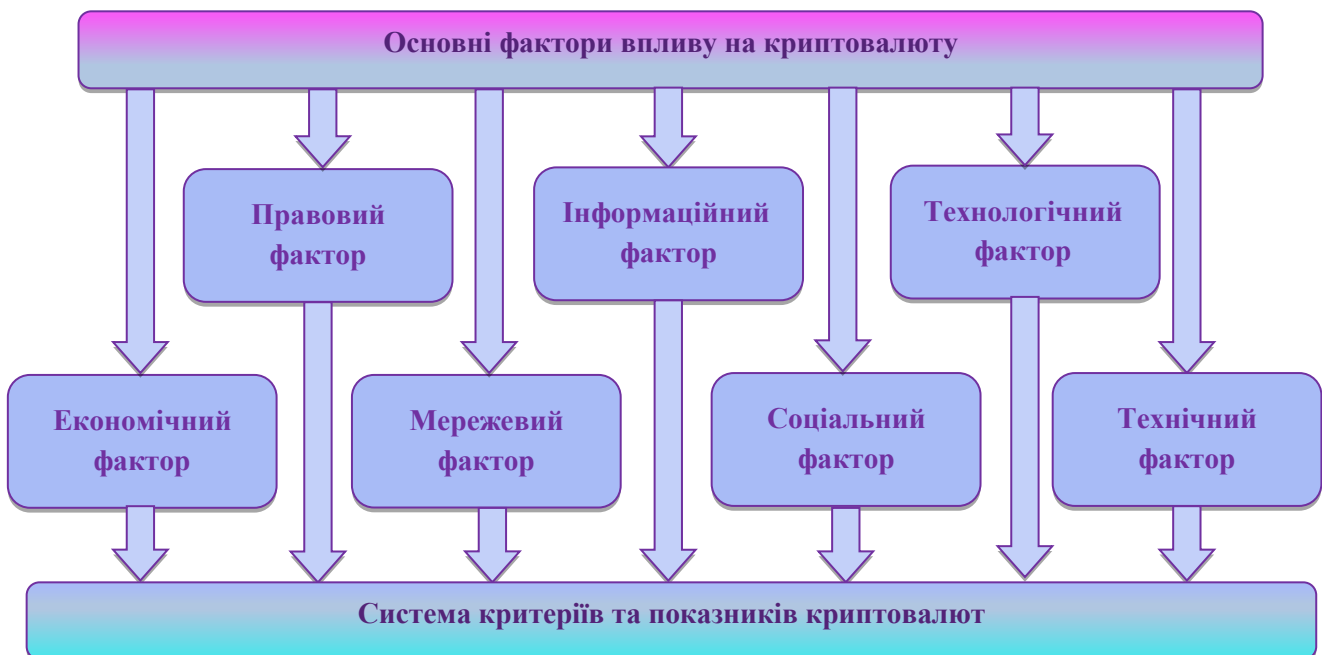 Основні фактори впливу на криптовалюту
Правовий
фактор
Інформаційний
фактор
Технологічний
фактор
Економічний
фактор
Мережевий
фактор
Соціальний
фактор
Технічний
фактор
Система критеріїв та показників криптовалют